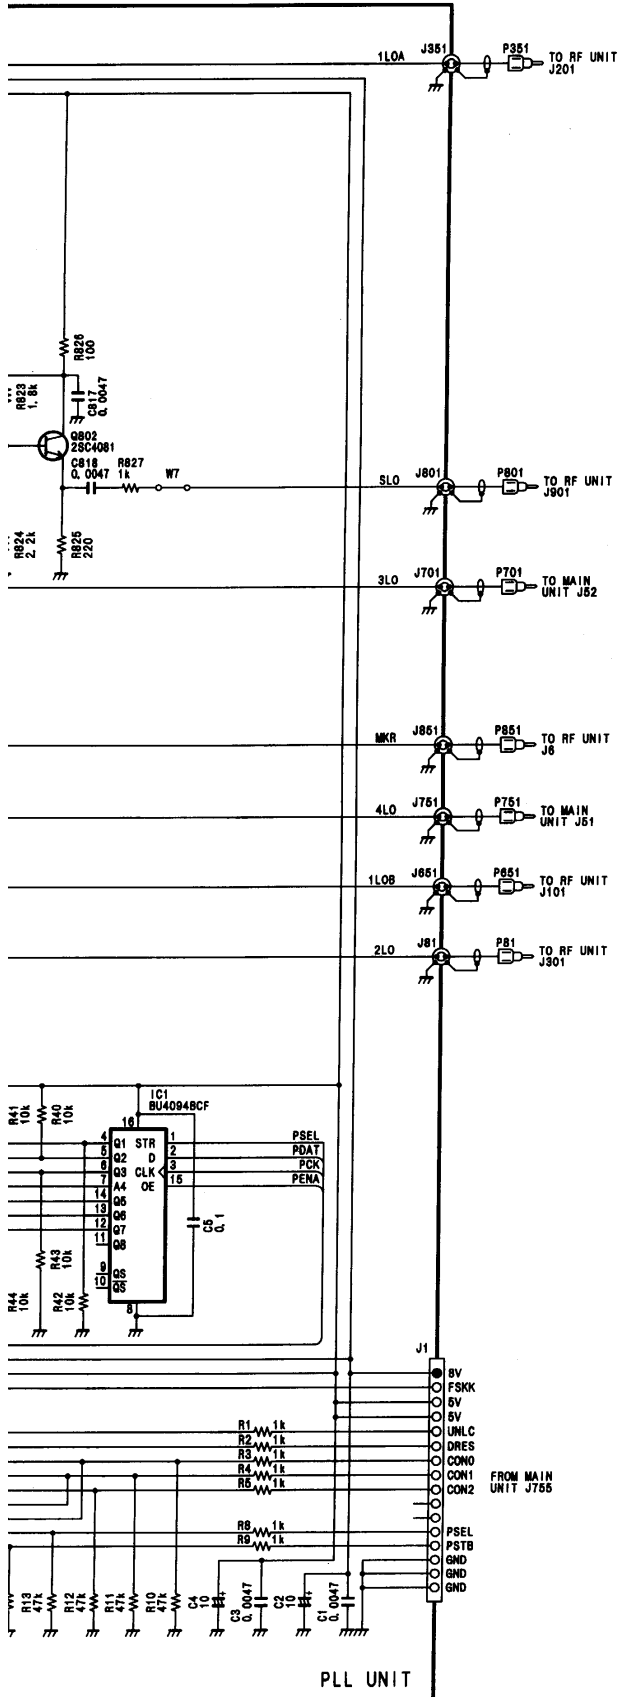 1LOA
J351
P351
TO RF UNIT
J201
R826
100
R823
1.8k
C817
0.0047
Q802
2SC4081
C818
0.0047
R827
1k
W7
SLO
J801
P801
TO RF UNIT
J901
R824
2.2k
R825
220
3LO
J701
P701
TO MAIN
UNIT J52
MKR
J851
P851
TO RF UNIT
J6
4LO
J751
P751
TO MAIN
UNIT J51
1LOB
J651
P651
TO RF UNIT
J101
2LO
J81
P81
TO RF UNIT
J301
R41
10k
R40
10k
IC1
BU4094BCF
16
4 Q1 STR 1 PSEL
5 Q2 D 2 PDAT
6 Q3 CLK 3 PCK
7 A4 OE 15 PENA
14 Q5
13 Q6
12 Q7
11 Q8
9 QS
10 QS
8
C5
0.1
R44
10k
R43
10k
R42
10k
J1
8V
FSKK
5V
5V
R1 1k UNLC
R2 1k DRES
R3 1k CON0
R4 1k CON1
R5 1k CON2
FROM MAIN
UNIT J755
R8 1k PSEL
R9 1k PSTB
GND
GND
GND
R13
47k
R12
47k
R11
47k
R10
47k
C4
10
C3
0.0047
C2
10
C1
0.0047
PLL UNIT